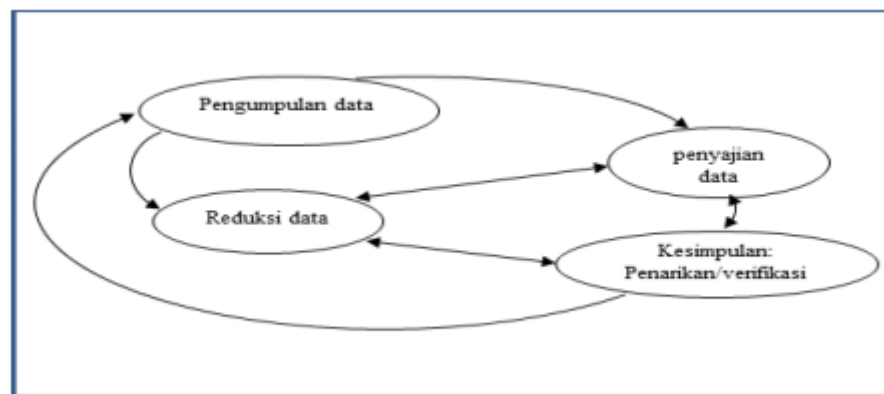 Pengumpulan data
penyajian
data
Reduksi data
Kesimpulan:
Penarikan/verifikasi